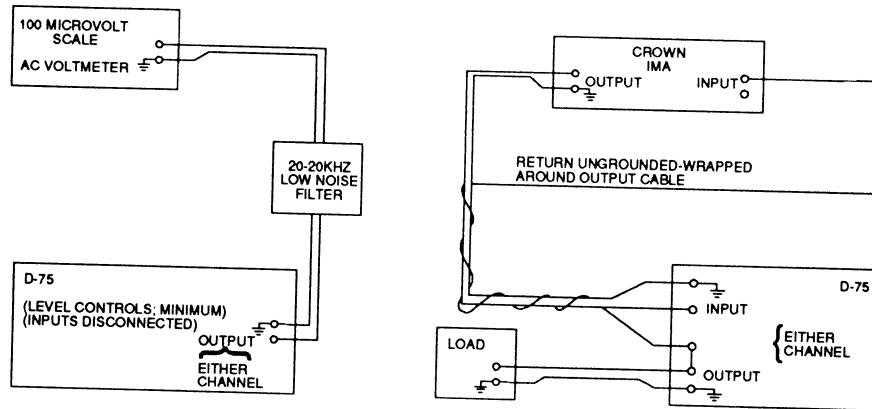 100 MICROVOLT
SCALE
AC VOLTMETER
20-20KHZ
LOW NOISE
FILTER
D-75
(LEVEL CONTROLS; MINIMUM)
(INPUTS DISCONNECTED)
OUTPUT
EITHER
CHANNEL
CROWN
IMA
OUTPUT
INPUT
RETURN UNGROUNDED-WRAPPED
AROUND OUTPUT CABLE
D-75
INPUT
EITHER
CHANNEL
OUTPUT
LOAD